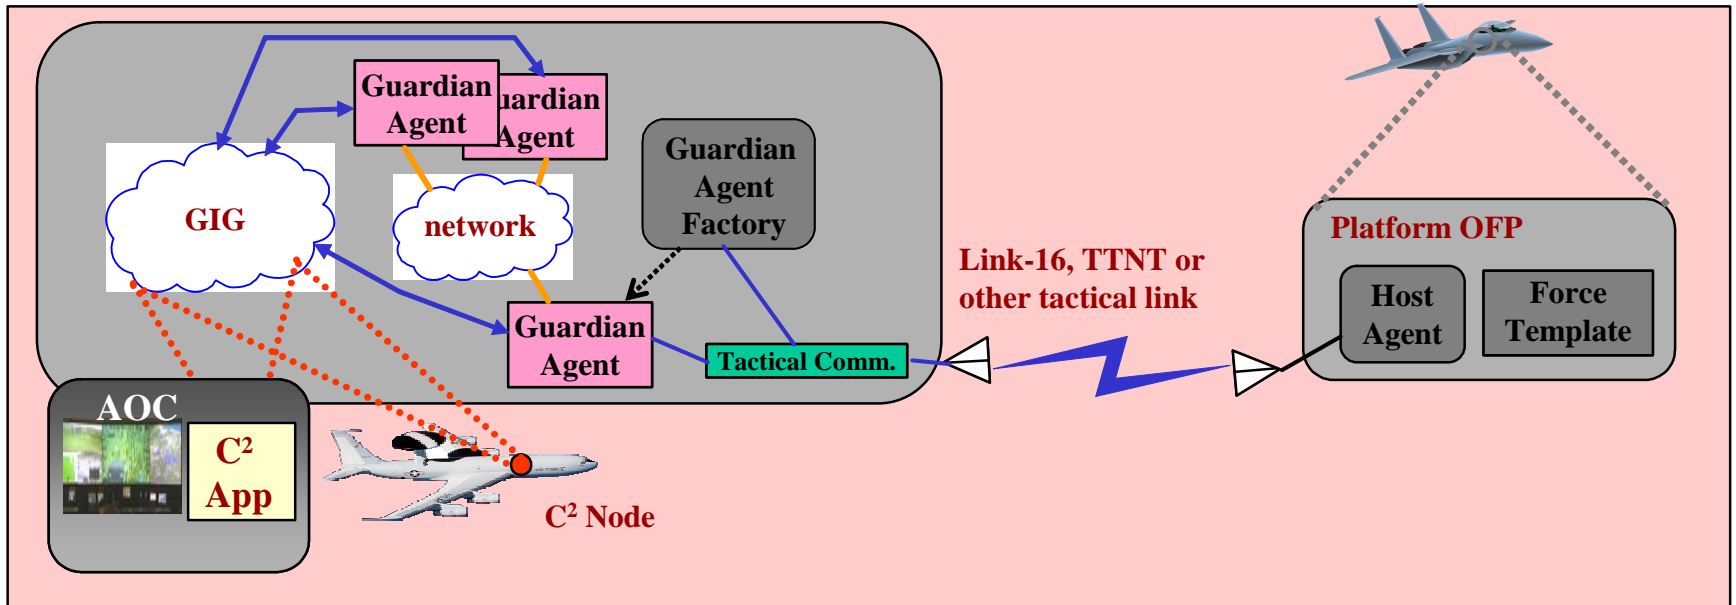 Guardian
Agent
uardian
Agent
Guardian
Agent
Factory
GIG
network
Platform OFP
Link-16, TTNT or
other tactical link
Host
Agent
Force
Template
Guardian
Agent
Tactical Comm.
AOC
C² 
App
C² Node